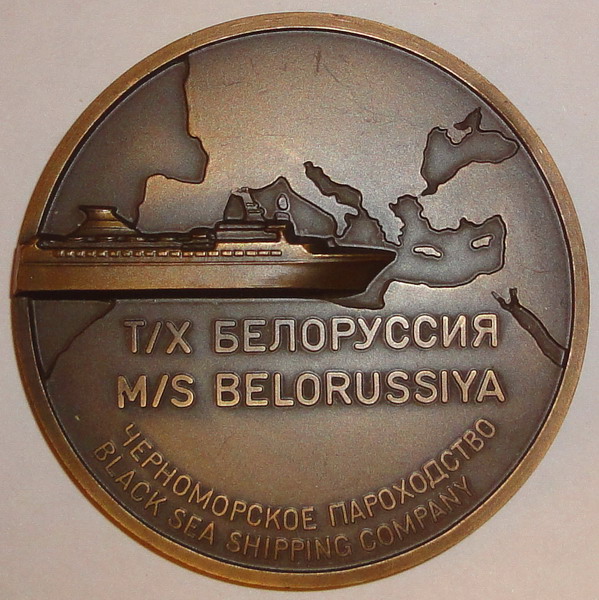 Т/Х БЕЛОРУССИЯ
M/S BELORUSSIYA
ЧЕРНОМОРСКОЕ ПАРОХОДСТВО
BLACK SEA SHIPPING COMPANY